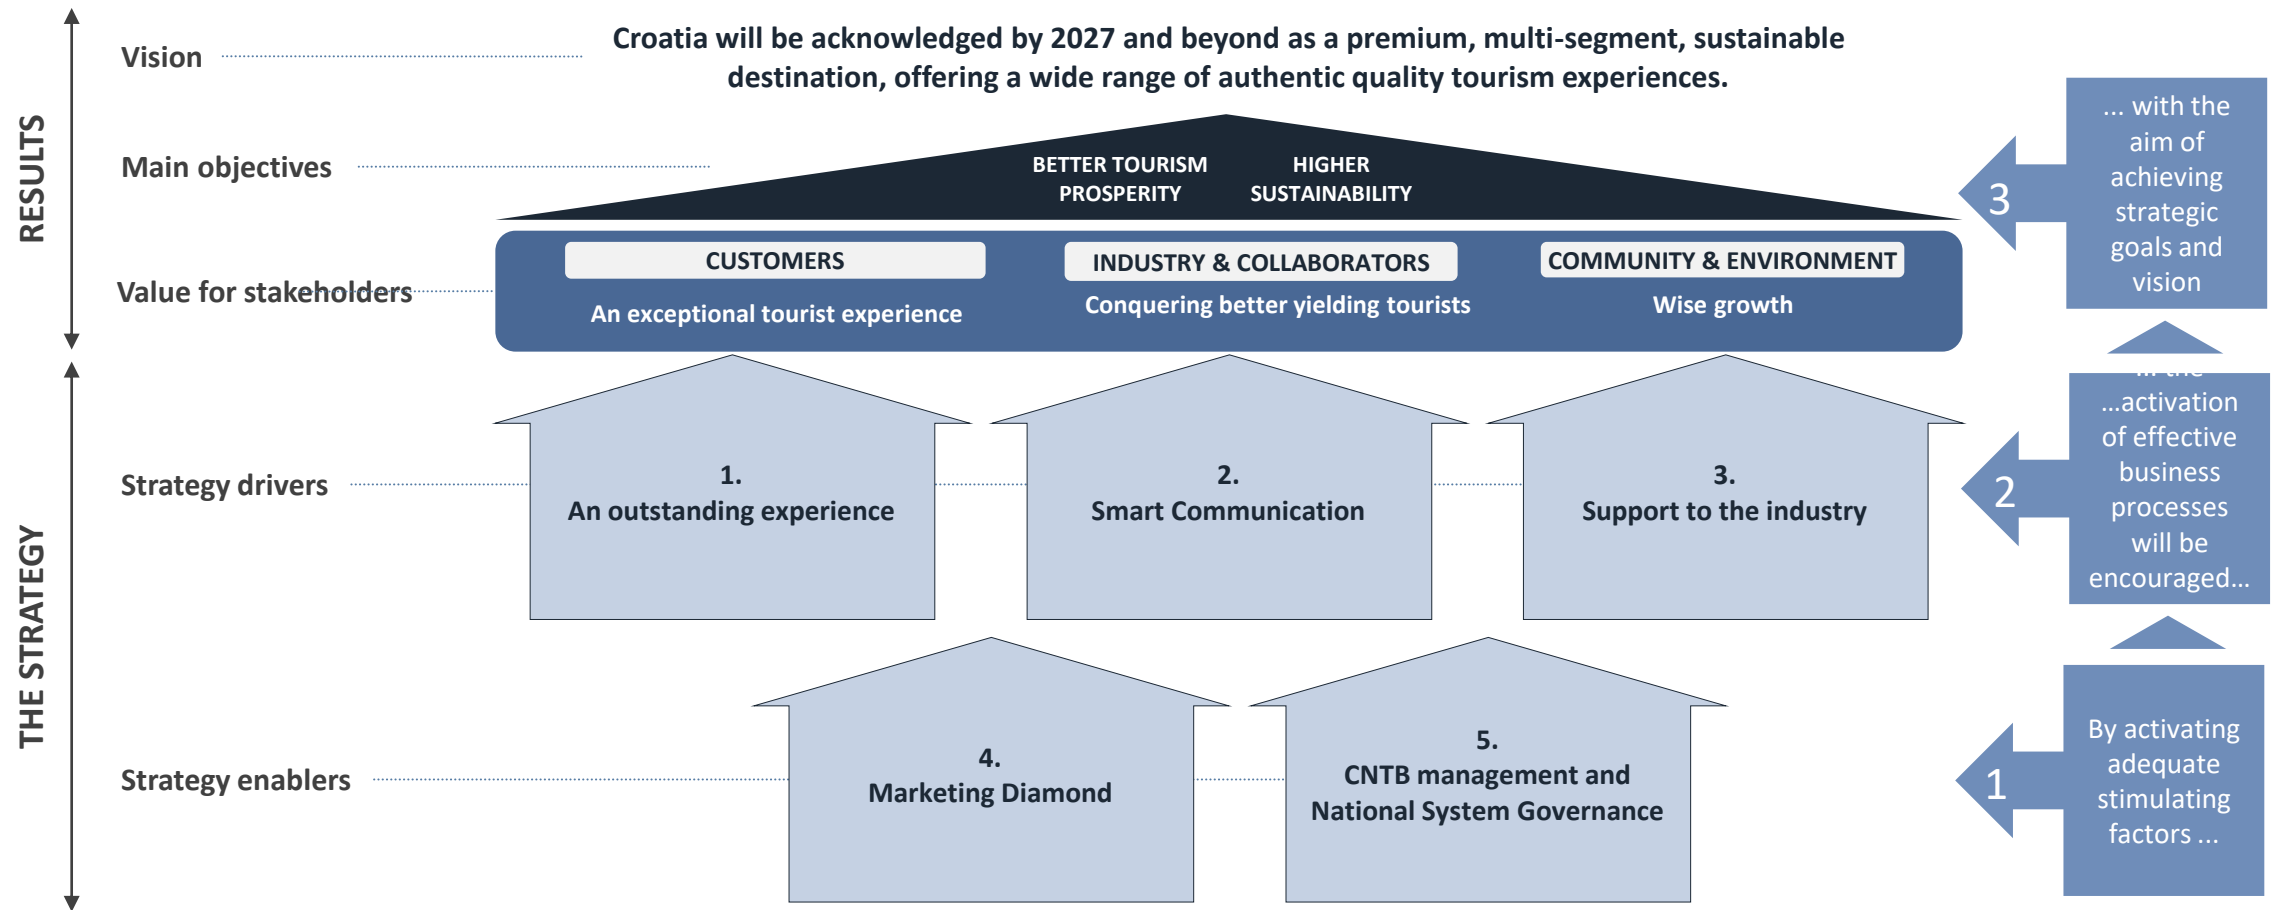 RESULTS
Vision
Croatia will be acknowledged by 2027 and beyond as a premium, multi-segment, sustainable
destination, offering a wide range of authentic quality tourism experiences.
Main objectives
BETTER TOURISM
PROSPERITY
HIGHER
SUSTAINABILITY
Value for stakeholders
CUSTOMERS
An exceptional tourist experience
INDUSTRY & COLLABORATORS
Conquering better yielding tourists
COMMUNITY & ENVIRONMENT
Wise growth
3
... with the
aim of
achieving
strategic
goals and
vision
THE STRATEGY
Strategy drivers
1.
An outstanding experience
2.
Smart Communication
3.
Support to the industry
2
... the
...activation
of effective
business
processes
will be
encouraged...
Strategy enablers
4.
Marketing Diamond
5.
CNTB management and
National System Governance
1
By activating
adequate
stimulating
factors ...